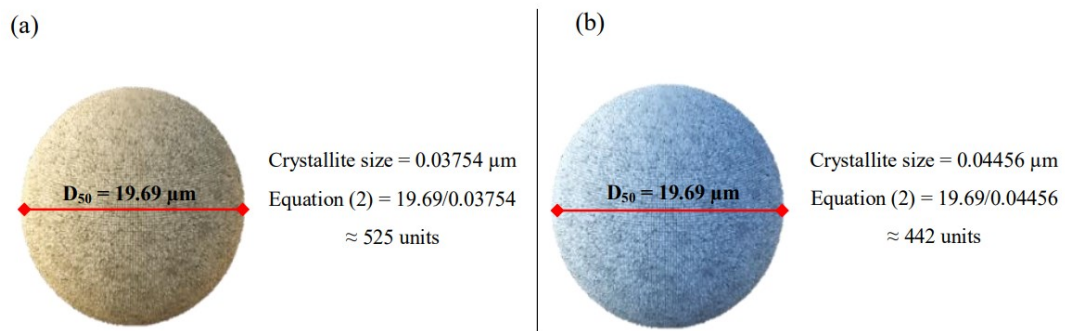 (a)
D₅₀ = 19.69 µm
Crystallite size = 0.03754 µm
Equation (2) = 19.69/0.03754
≈ 525 units
(b)
D₅₀ = 19.69 µm
Crystallite size = 0.04456 µm
Equation (2) = 19.69/0.04456
≈ 442 units